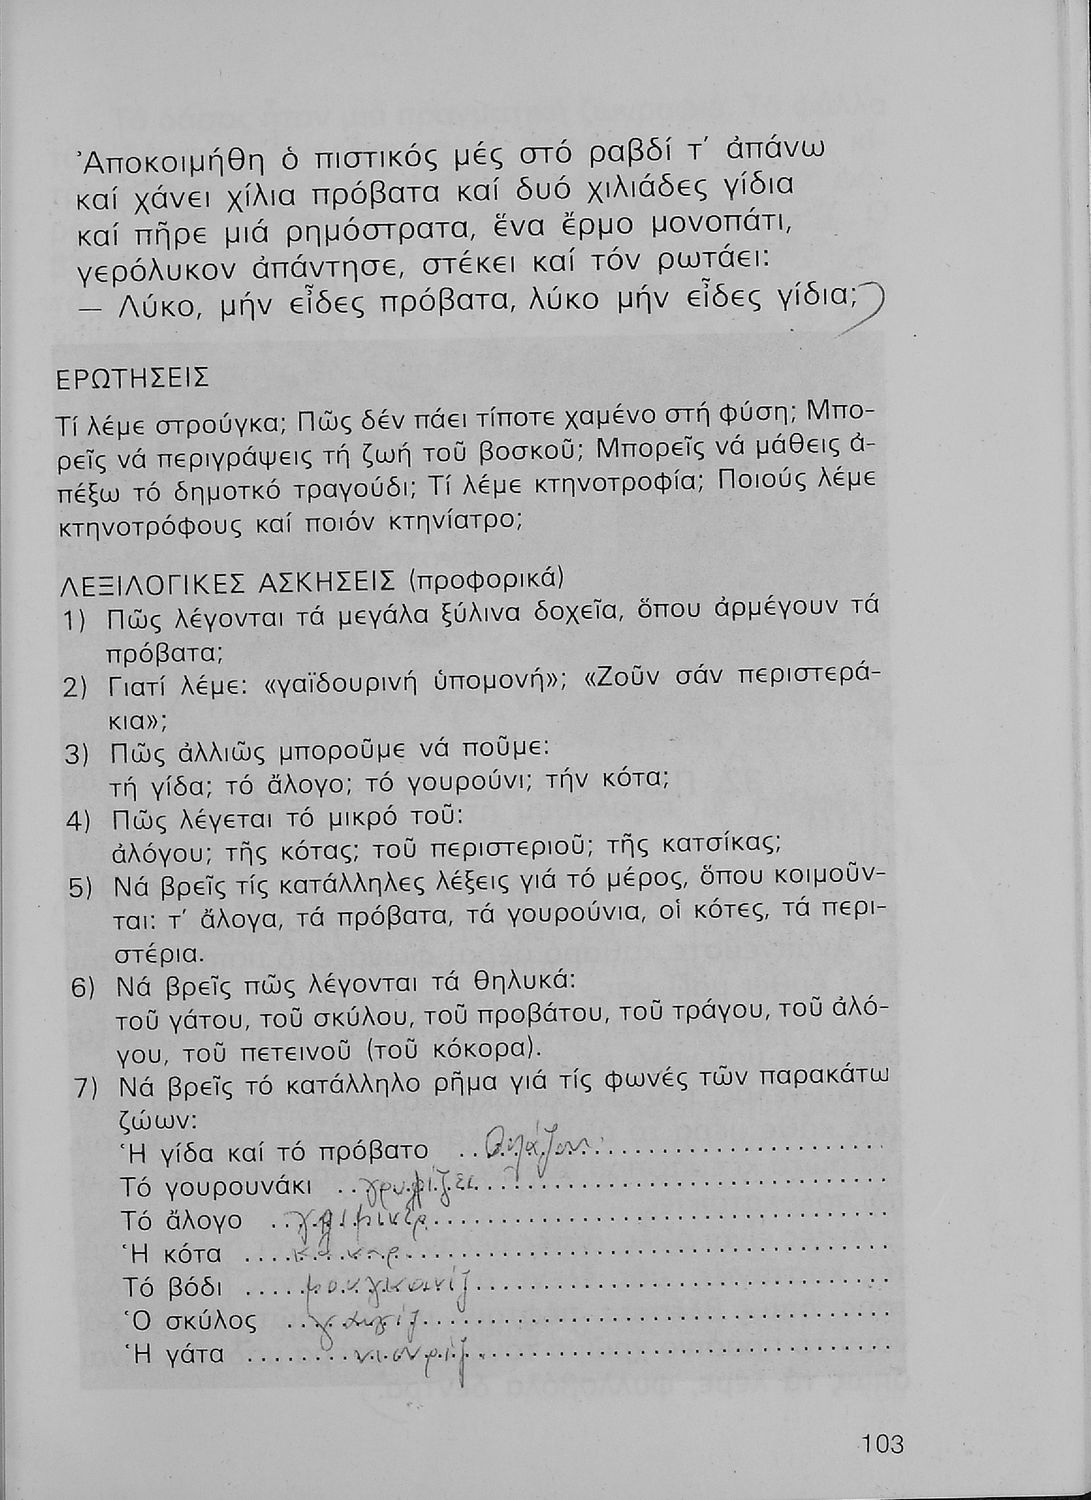 Ἀποκοιμήθη ὁ πιστικός μές στό ραβδί τ' ἀπάνω
καί χάνει χίλια πρόβατα καί δυό χιλιάδες γίδια
καί πῆρε μιά ρημόστρατα, ἕνα ἔρμο μονοπάτι,
γερόλυκον ἀπάντησε, στέκει καί τόν ρωτάει:
— Λύκο, μήν εἶδες πρόβατα, λύκο μήν εἶδες γίδια;
ΕΡΩΤΗΣΕΙΣ
Τί λέμε στρούγκα; Πῶς δέν πάει τίποτε χαμένο στή φύση; Μπο-
ρεῖς νά περιγράψεις τή ζωή τοῦ βοσκοῦ; Μπορεῖς νά μάθεις ἀ-
πέξω τό δημοτκό τραγούδι; Τί λέμε κτηνοτροφία; Ποιούς λέμε
κτηνοτρόφους καί ποιόν κτηνίατρο;
ΛΕΞΙΛΟΓΙΚΕΣ ΑΣΚΗΣΕΙΣ (προφορικά)
1) Πῶς λέγονται τά μεγάλα ξύλινα δοχεῖα, ὅπου ἀρμέγουν τά
πρόβατα;
2) Γιατί λέμε: «γαϊδουρινή ὑπομονή»; «Ζοῦν σάν περιστερά-
κια»;
3) Πῶς ἀλλιῶς μποροῦμε νά ποῦμε:
τή γίδα; τό ἄλογο; τό γουρούνι; τήν κότα;
4) Πῶς λέγεται τό μικρό τοῦ:
ἀλόγου; τῆς κότας; τοῦ περιστεριοῦ; τῆς κατσίκας;
5) Νά βρεῖς τίς κατάλληλες λέξεις γιά τό μέρος, ὅπου κοιμοῦν-
ται: τ' ἄλογα, τά πρόβατα, τά γουρούνια, οἱ κότες, τά περι-
στέρια.
6) Νά βρεῖς πῶς λέγονται τά θηλυκά:
τοῦ γάτου, τοῦ σκύλου, τοῦ προβάτου, τοῦ τράγου, τοῦ ἀλό-
γου, τοῦ πετεινοῦ (τοῦ κόκορα).
7) Νά βρεῖς τό κατάλληλο ρῆμα γιά τίς φωνές τῶν παρακάτω
ζώων:
Ἡ γίδα καί τό πρόβατο
Τό γουρουνάκι
Τό ἄλογο
Ἡ κότα
Τό βόδι
Ὁ σκύλος
Ἡ γάτα
103